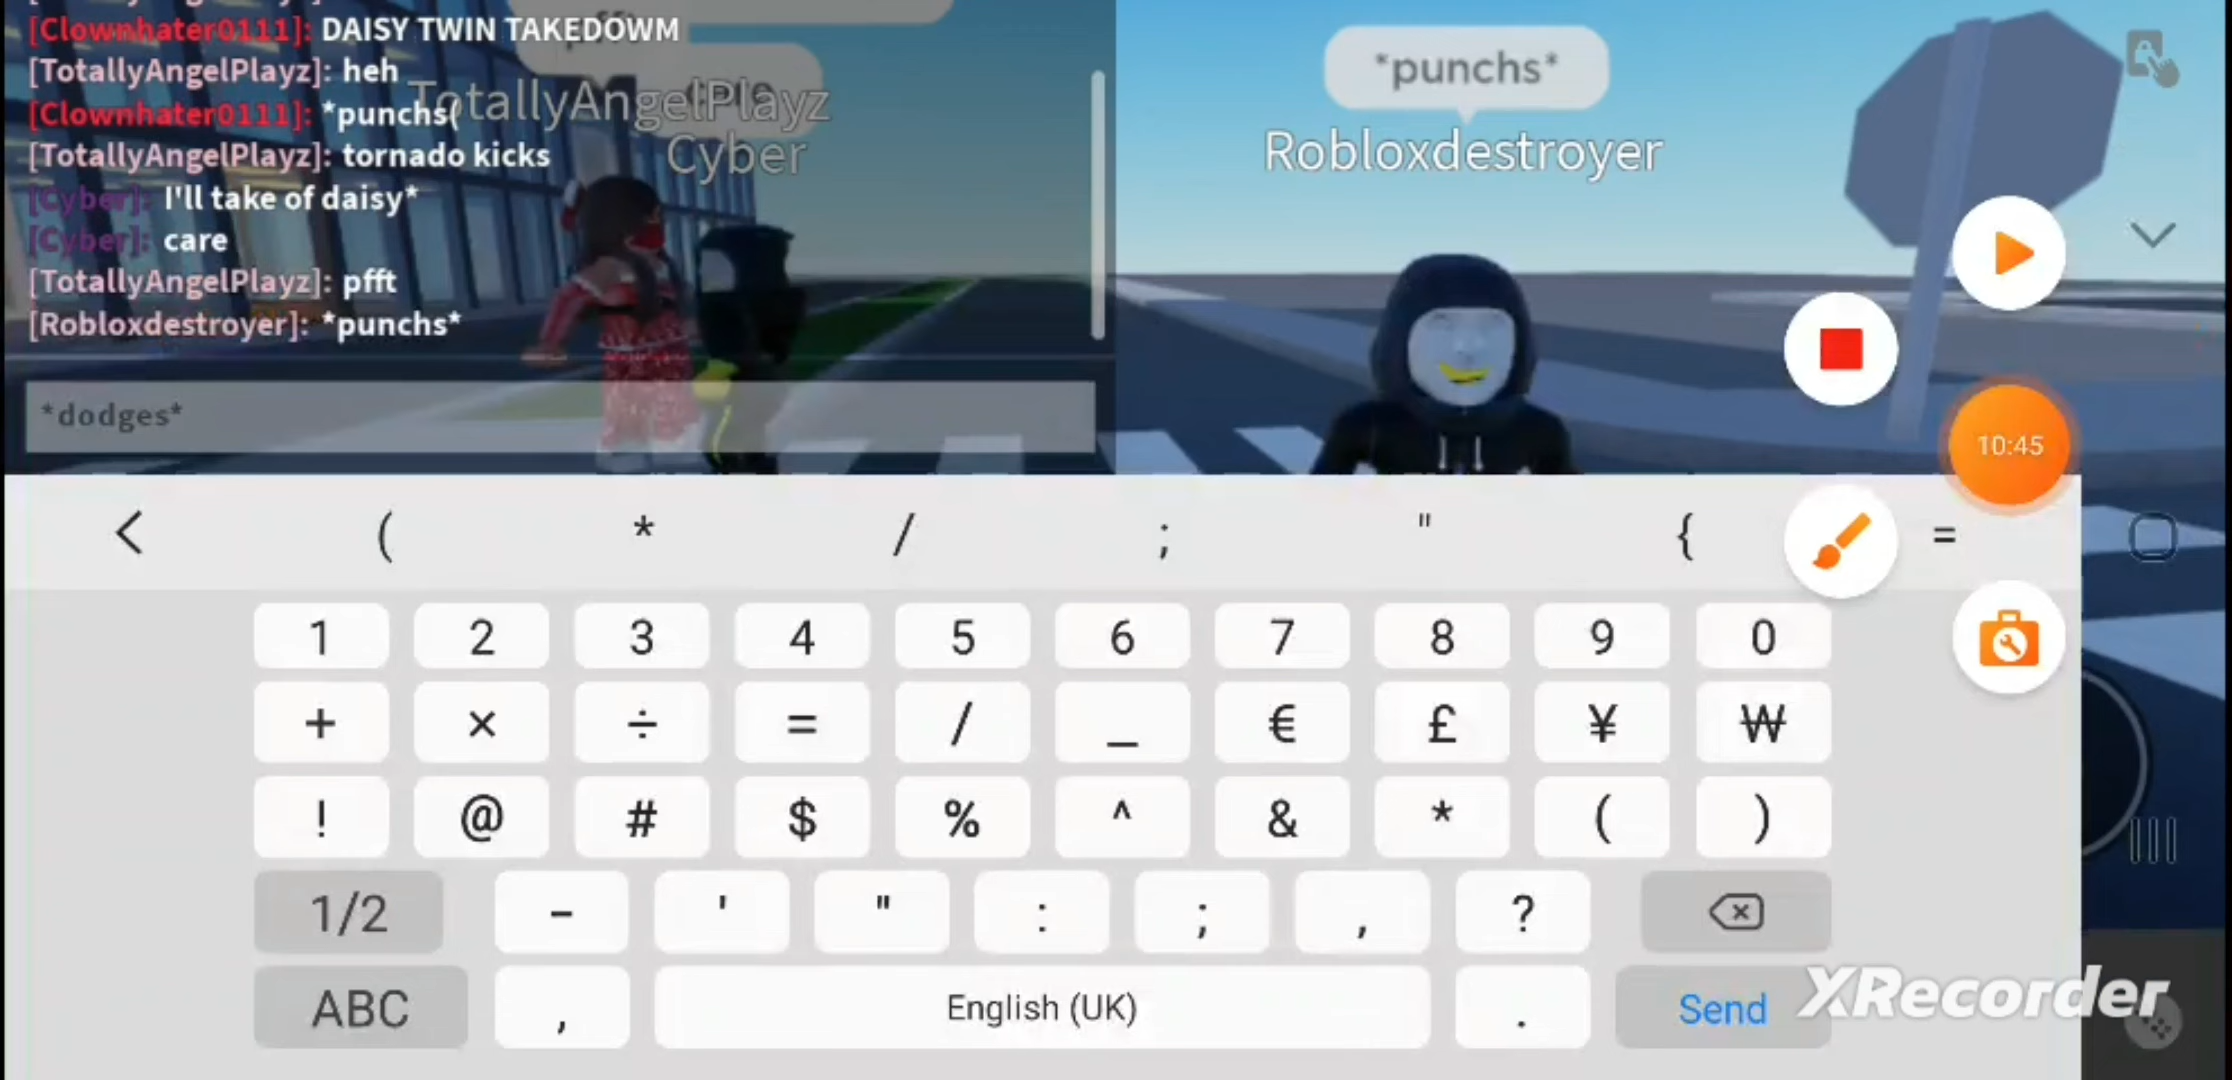 [Clownhater0111]: DAISY TWIN TAKEDOWM
[TotallyAngelPlayz]: heh
[Clownhater0111]: *punchs(
[TotallyAngelPlayz]: tornado kicks
[Cyber]: I'll take of daisy*
[Cyber]: care
[TotallyAngelPlayz]: pfft
[Robloxdestroyer]: *punchs*
*dodges*
pfft
care
TotallyAngelPlayz
Cyber
*punchs*
Robloxdestroyer
10:45
( * / ; " { =
1 2 3 4 5 6 7 8 9 0
+ × ÷ = / _ € £ ¥ ₩
! @ # $ % ^ & * ( )
1/2 - ' " : ; , ?
ABC , English (UK) . Send
XRecorder